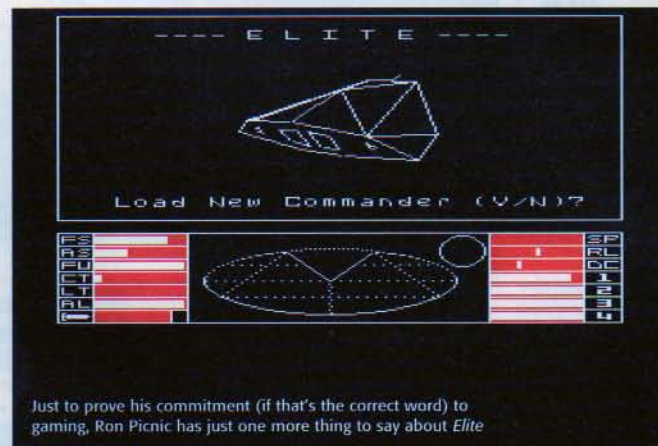 ---- E L I T E ----
Load New Commander (Y/N)?
FS
AS
FU
CT
LT
AL
SP
RL
DC
1
2
3
4
Just to prove his commitment (if that's the correct word) to
gaming, Ron Picnic has just one more thing to say about Elite